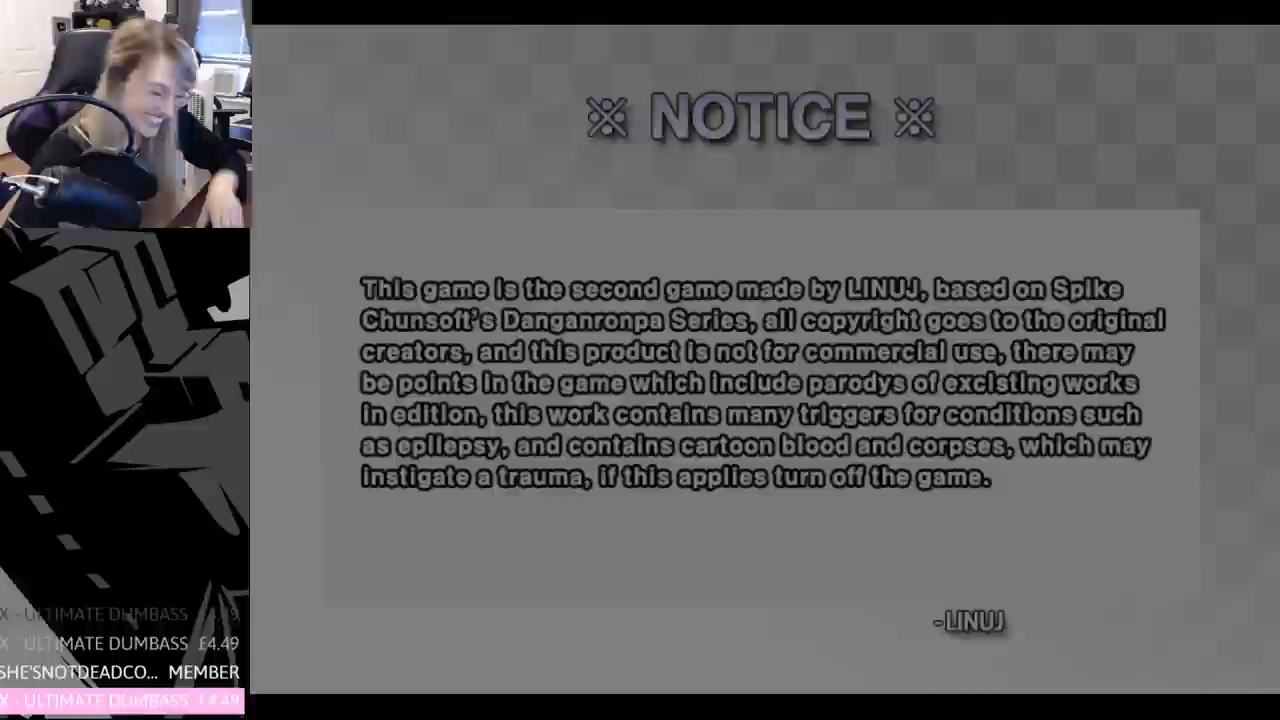 ※ NOTICE ※
This game is the second game made by LINUJ, based on Spike
Chunsoft's Danganronpa Series, all copyright goes to the original
creators, and this product is not for commercial use, there may
be points in the game which include parodys of excisting works
in edition, this work contains many triggers for conditions such
as epilepsy, and contains cartoon blood and corpses, which may
instigate a trauma, if this applies turn off the game.
-LINUJ
X - ULTIMATE DUMBASS £4.49
X - ULTIMATE DUMBASS £4.49
SHE'SNOTDEADCO... MEMBER
X - ULTIMATE DUMBASS £4.49